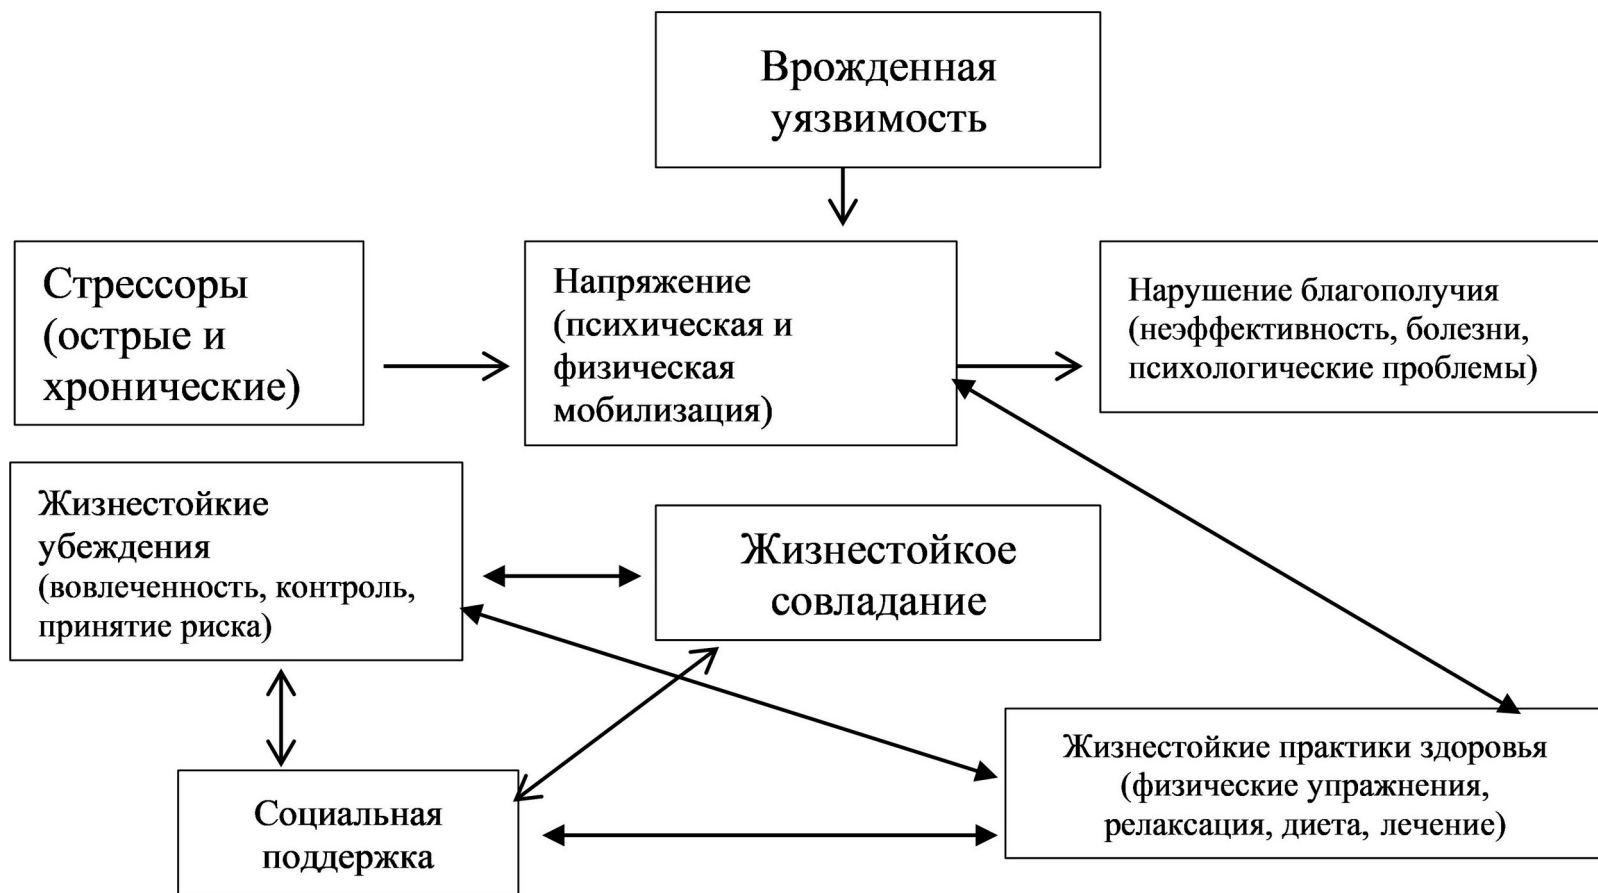 Врожденная
уязвимость
Стрессоры
(острые и
хронические)
Напряжение
(психическая и
физическая
мобилизация)
Нарушение благополучия
(неэффективность, болезни,
психологические проблемы)
Жизнестойкие
убеждения
(вовлеченность, контроль,
принятие риска)
Жизнестойкое
совладание
Социальная
поддержка
Жизнестойкие практики здоровья
(физические упражнения,
релаксация, диета, лечение)